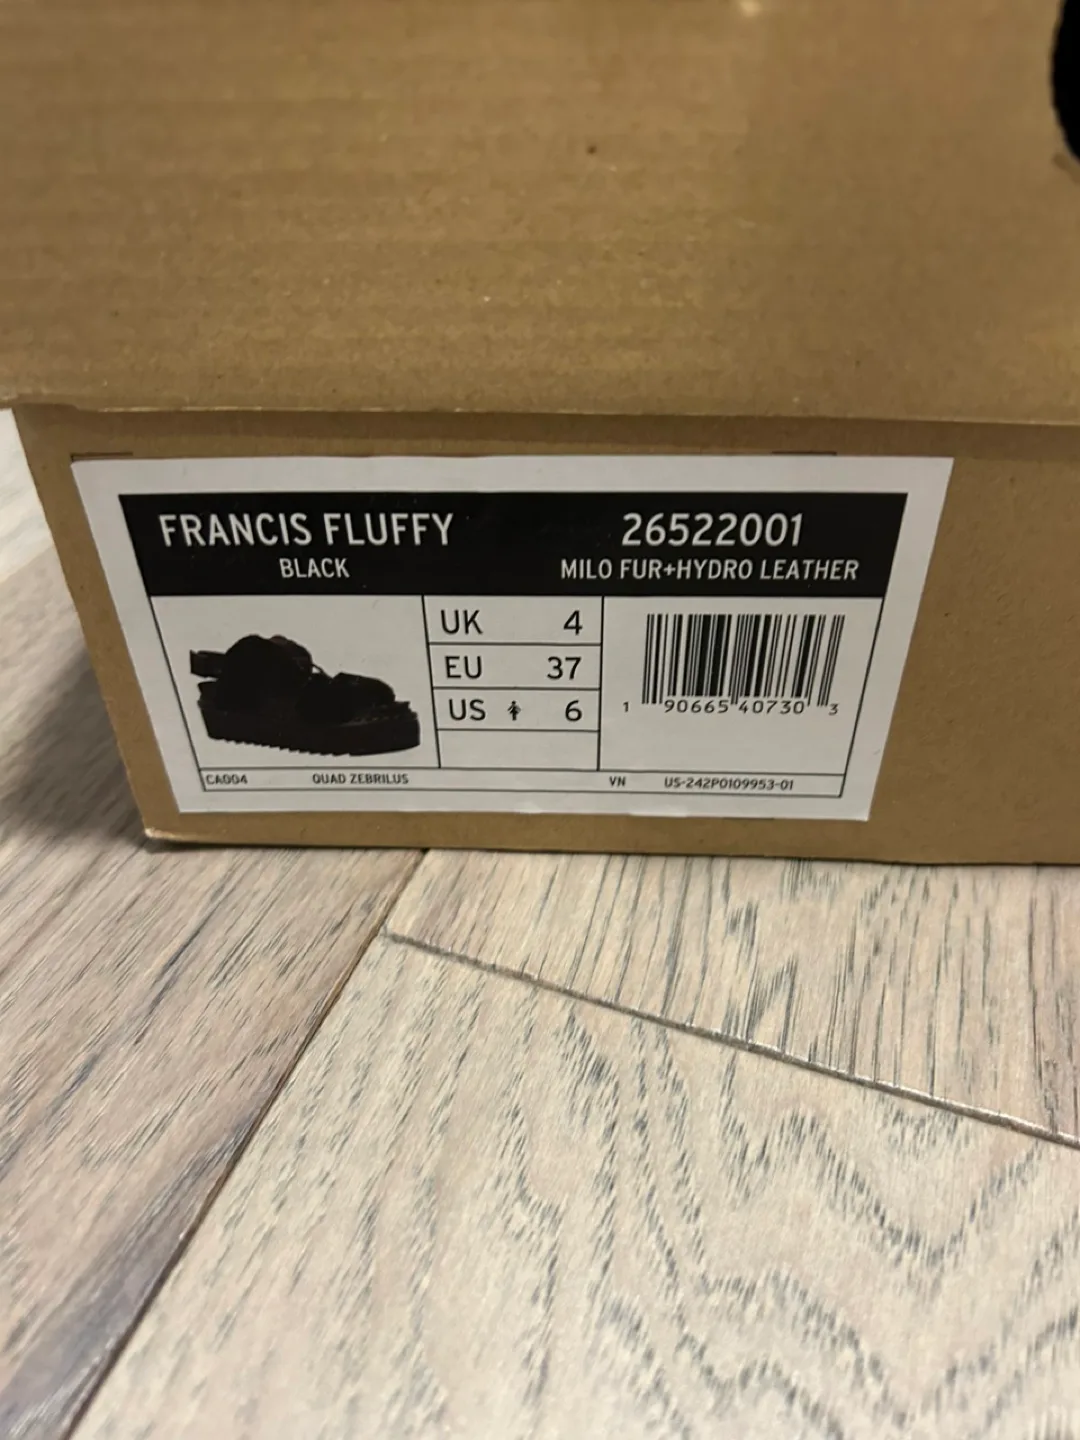 FRANCIS FLUFFY
BLACK
26522001
MILO FUR+HYDRO LEATHER
UK 4
EU 37
US 6
1 90665 40730 3
CA004 QUAD ZEBRILUS VN US-242P0109953-01